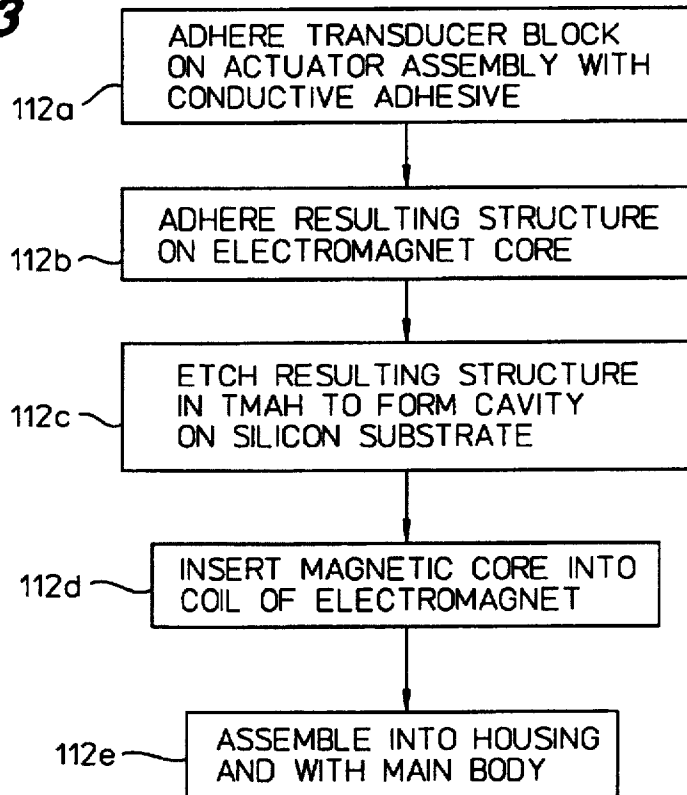 3
ADHERE TRANSDUCER BLOCK
ON ACTUATOR ASSEMBLY WITH
CONDUCTIVE ADHESIVE
112a
ADHERE RESULTING STRUCTURE
ON ELECTROMAGNET CORE
112b
ETCH RESULTING STRUCTURE
IN TMAH TO FORM CAVITY
ON SILICON SUBSTRATE
112c
INSERT MAGNETIC CORE INTO
COIL OF ELECTROMAGNET
112d
ASSEMBLE INTO HOUSING
AND WITH MAIN BODY
112e